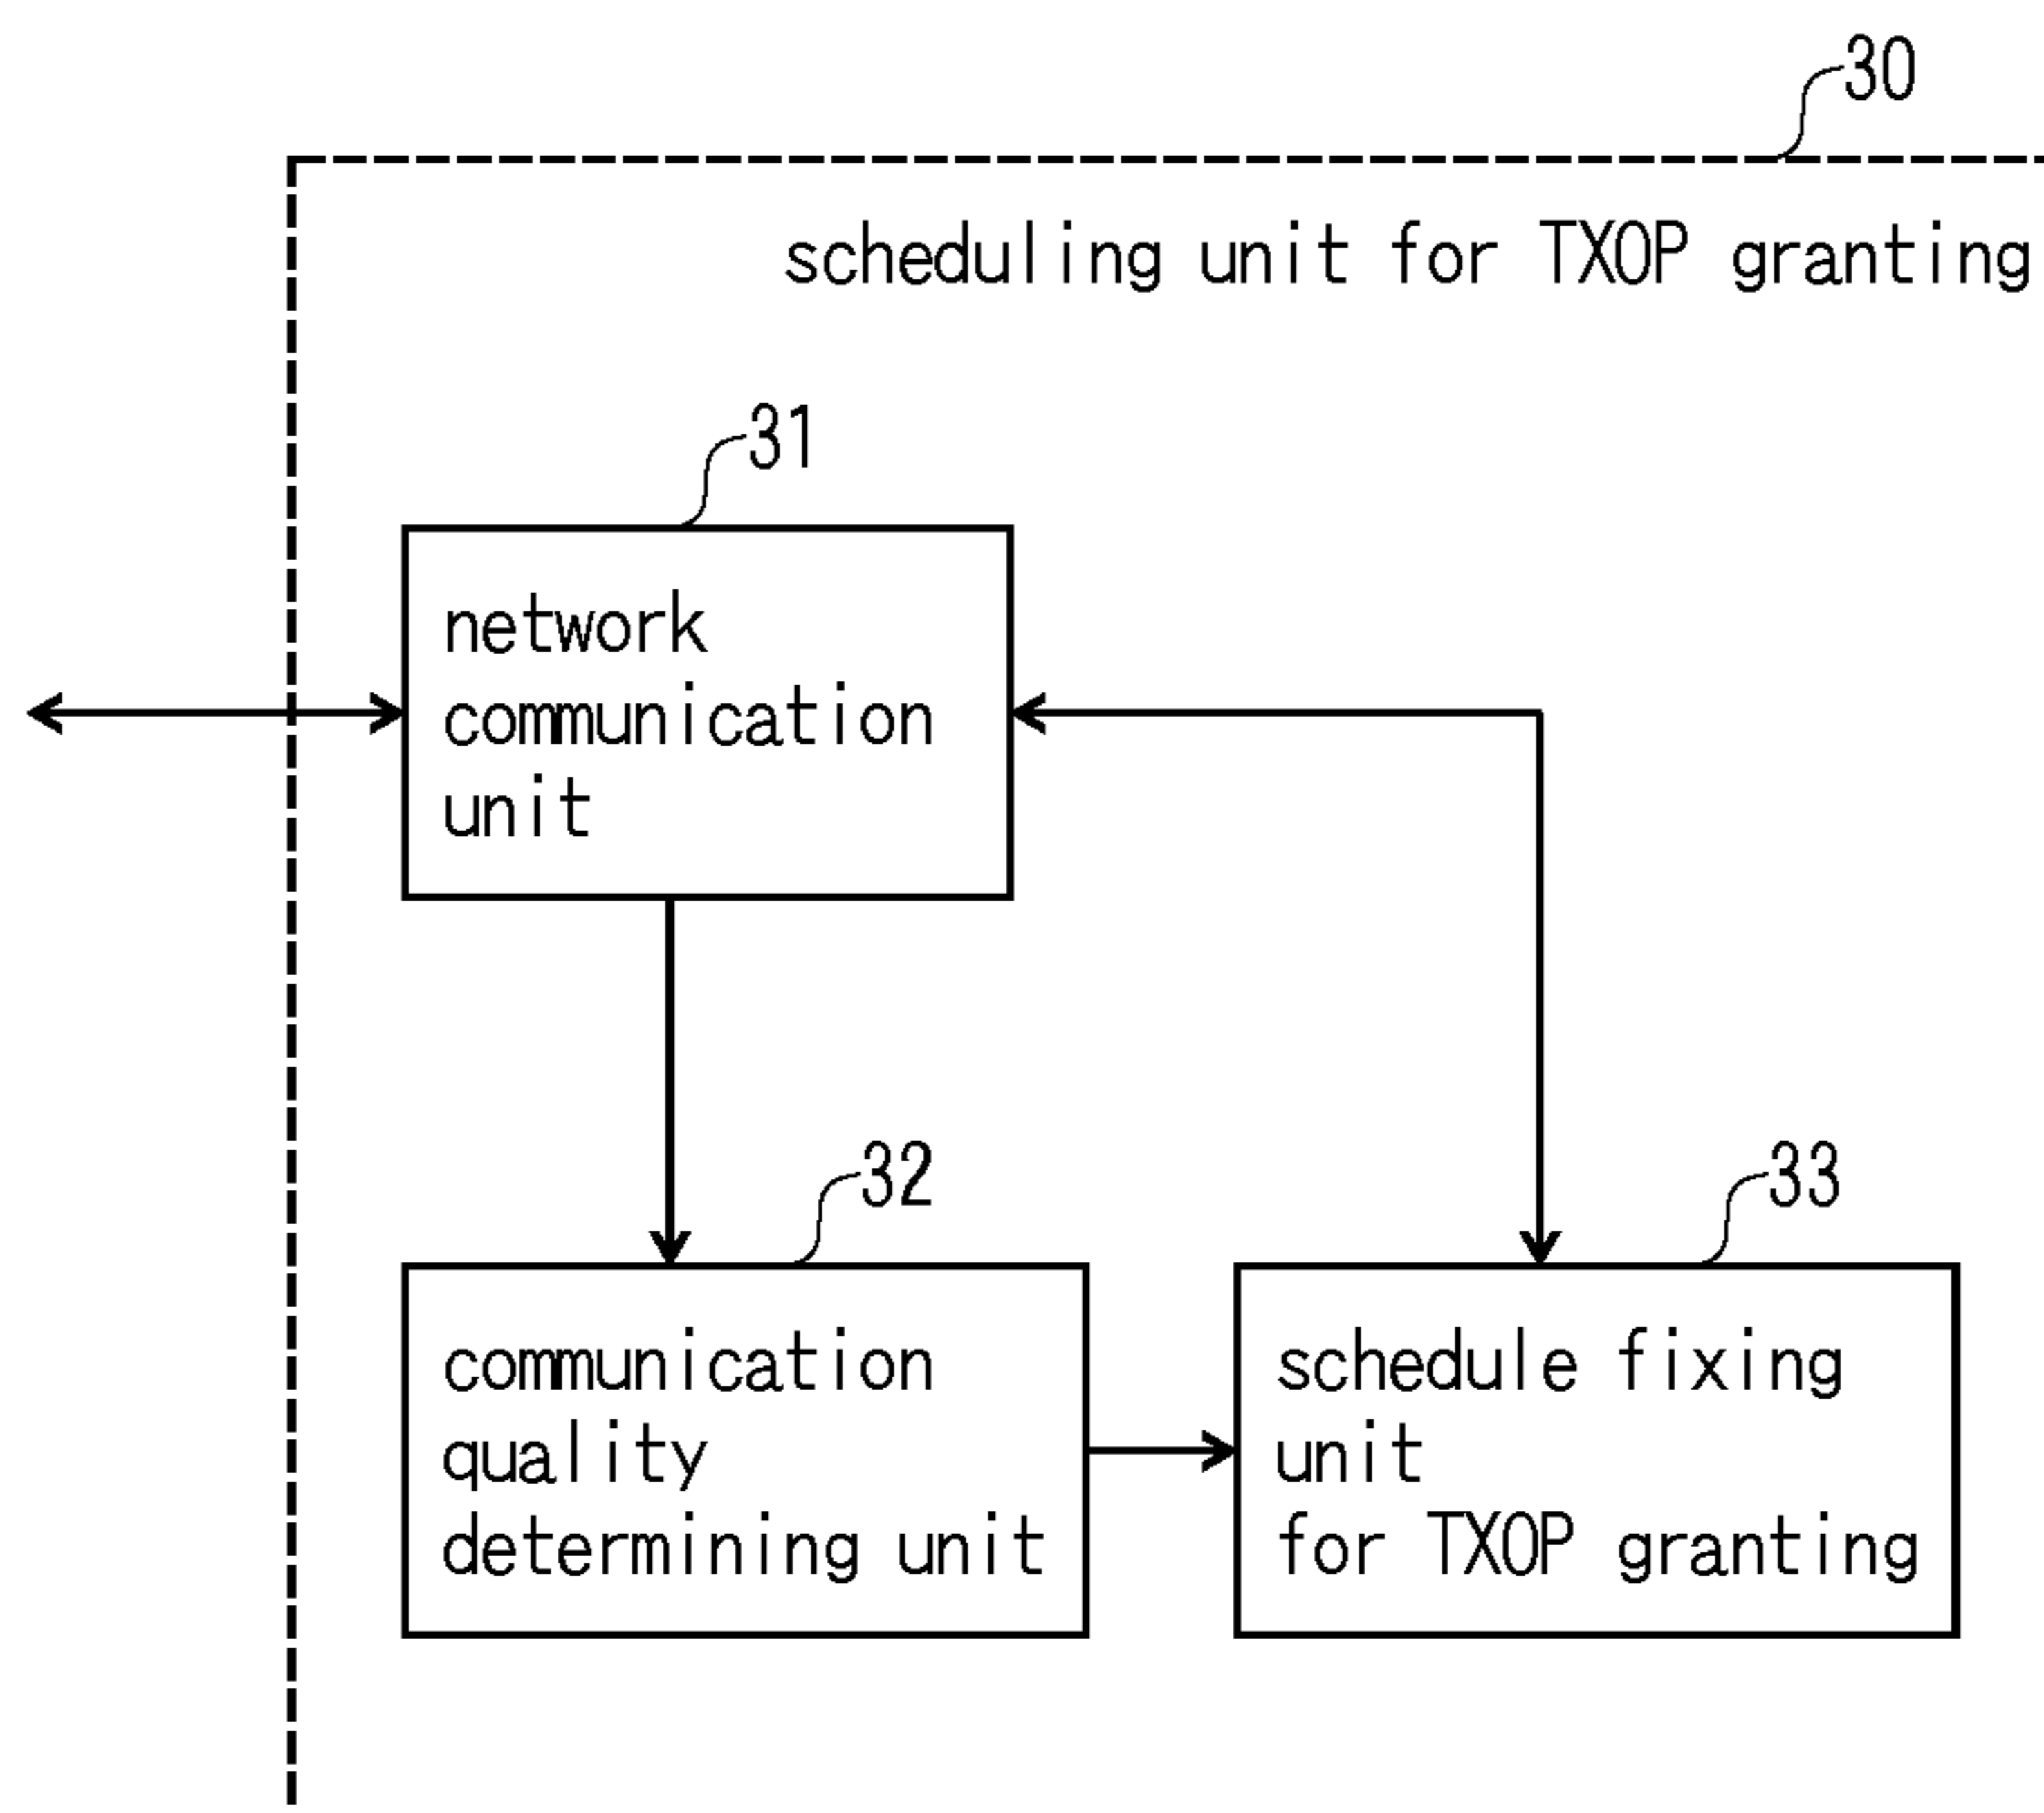 30
scheduling unit for TXOP granting
31
network
communication
unit
32
communication
quality
determining unit
33
schedule fixing
unit
for TXOP granting